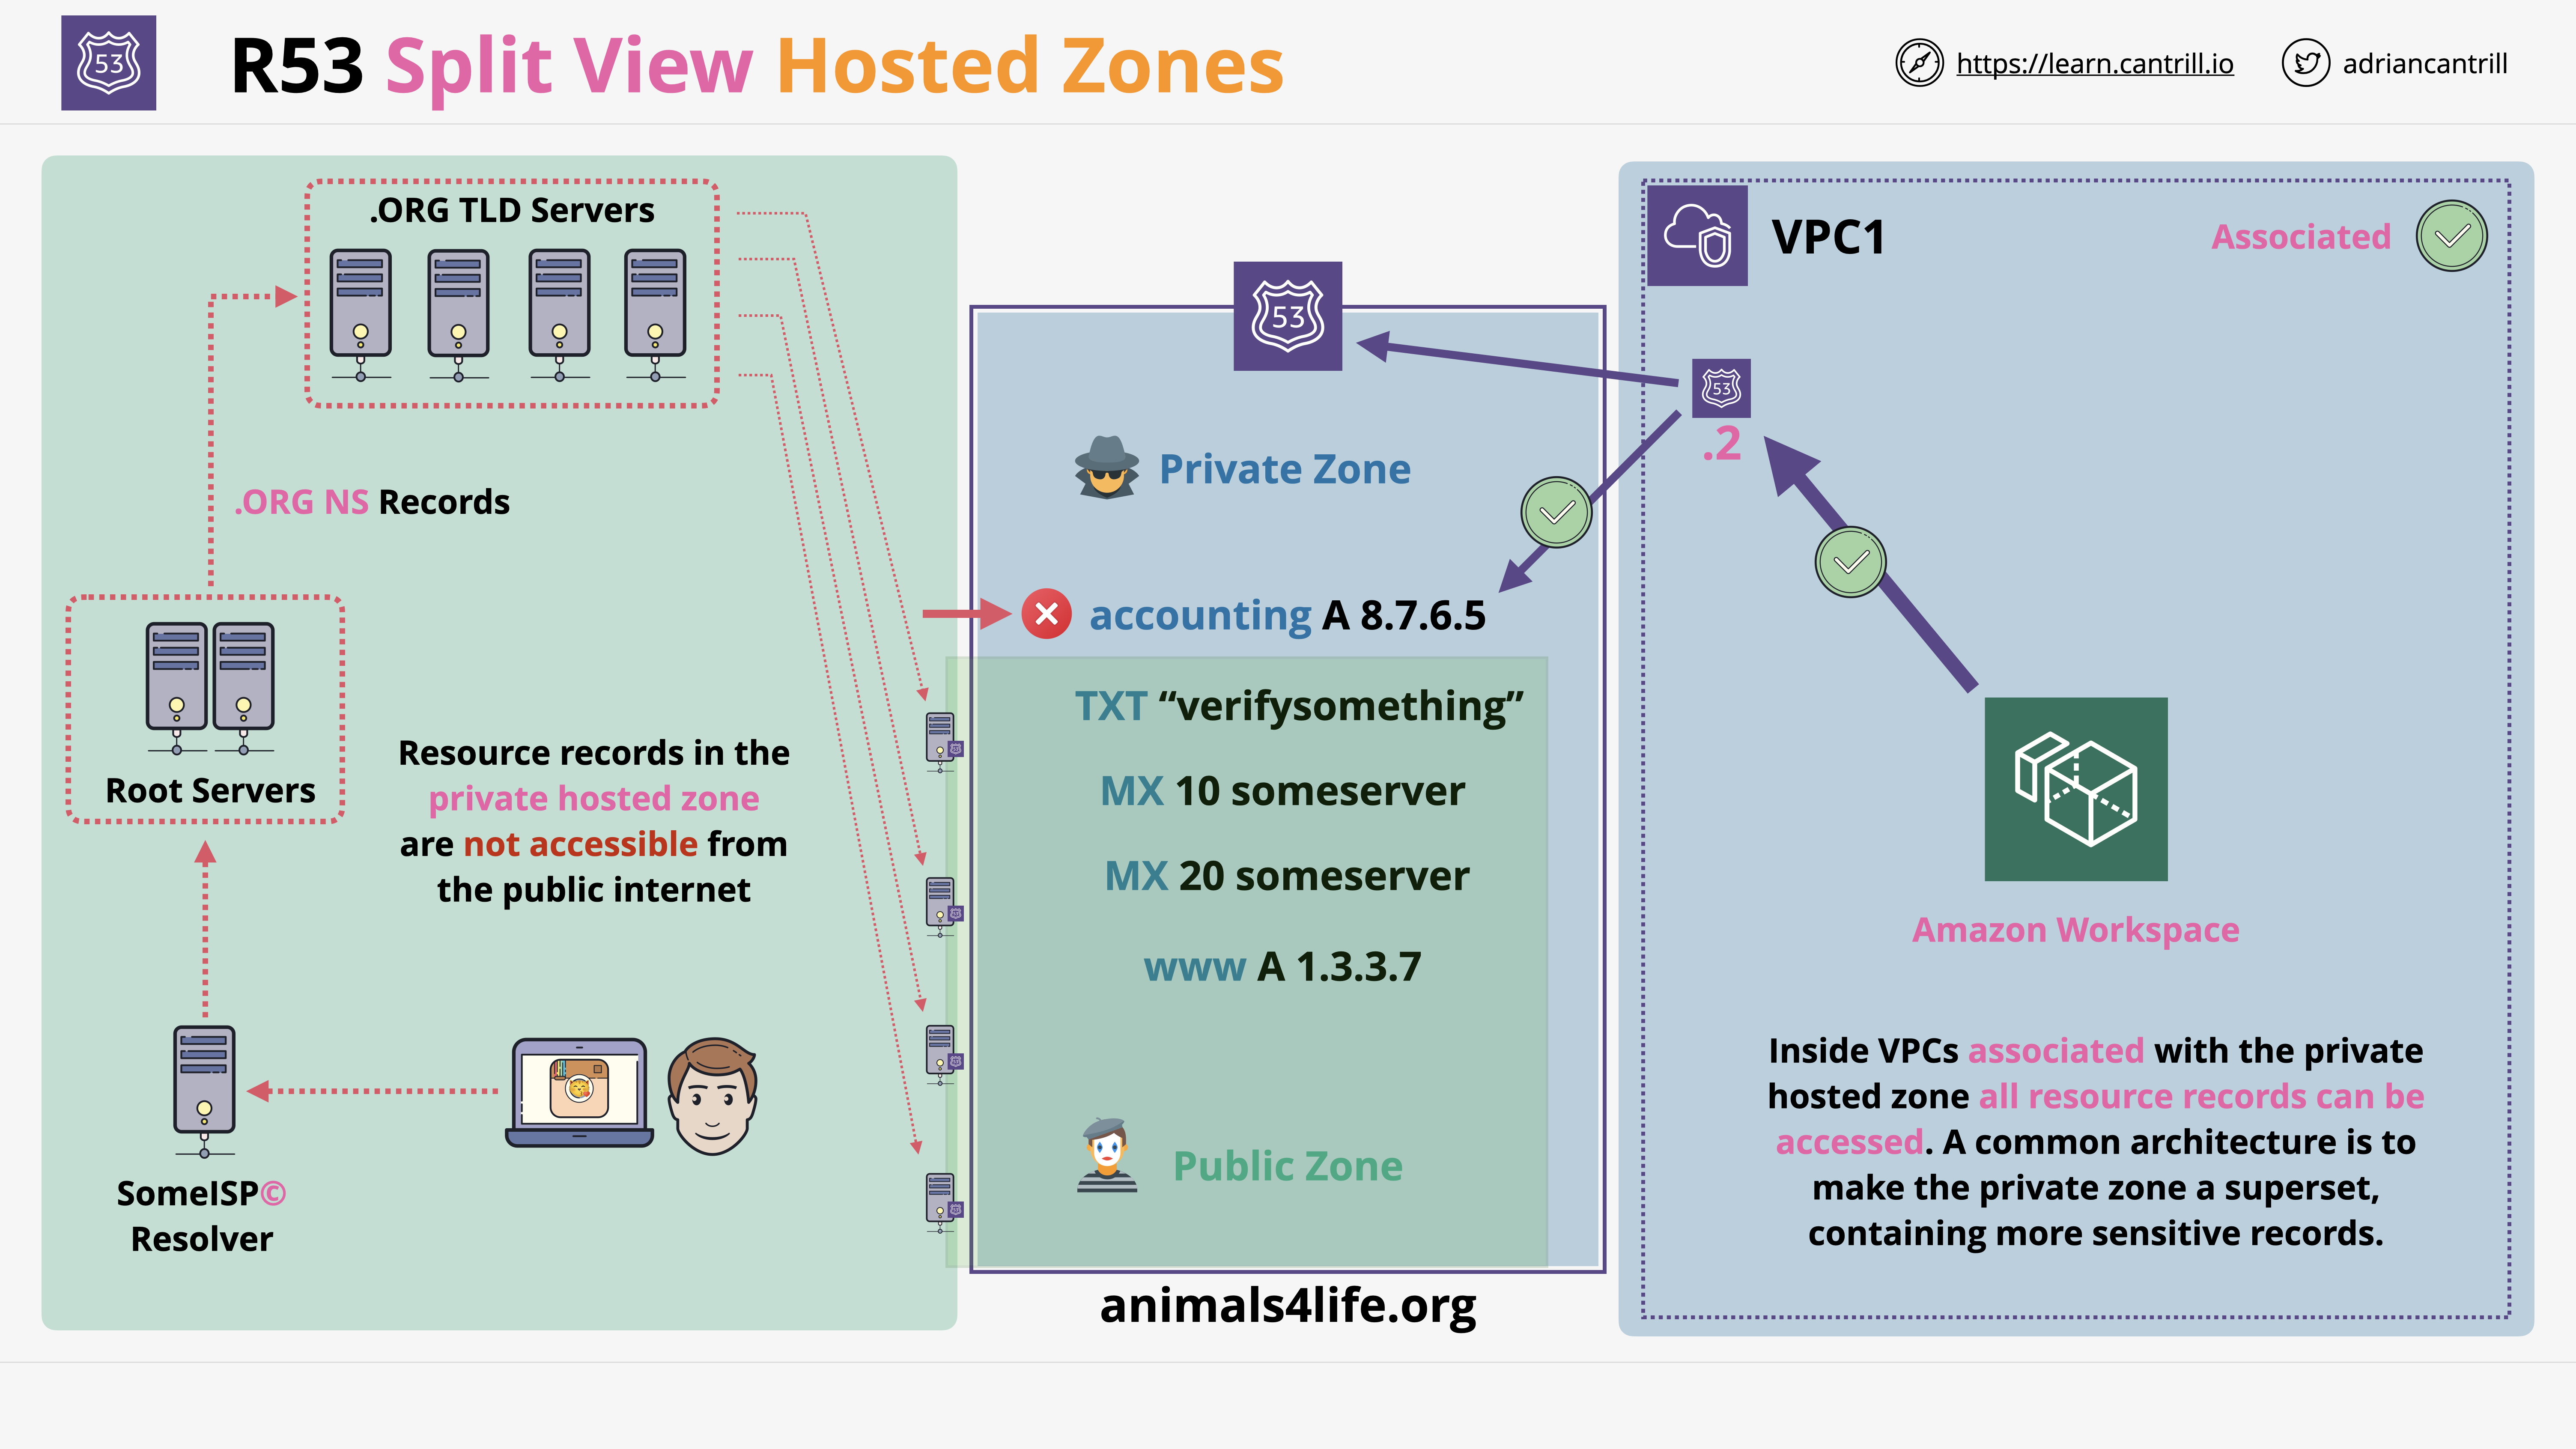 53
R53 Split View Hosted Zones
https://learn.cantrill.io
adriancantrill
.ORG TLD Servers
.ORG NS Records
Root Servers
Resource records in the
private hosted zone
are not accessible from
the public internet
SomeISP©
Resolver
53
Private Zone
accounting A 8.7.6.5
TXT “verifysomething”
MX 10 someserver
MX 20 someserver
www A 1.3.3.7
Public Zone
animals4life.org
VPC1
Associated
53
.2
Amazon Workspace
Inside VPCs associated with the private
hosted zone all resource records can be
accessed. A common architecture is to
make the private zone a superset,
containing more sensitive records.